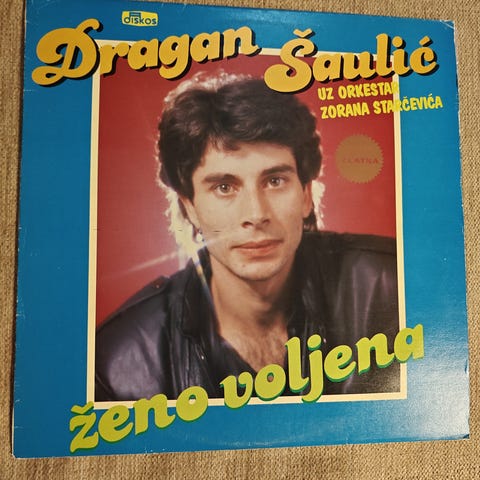 diskos
Dragan Šaulić
UZ ORKESTAR
ZORANA STARČEVIĆA
ZLATNA
ženo voljena